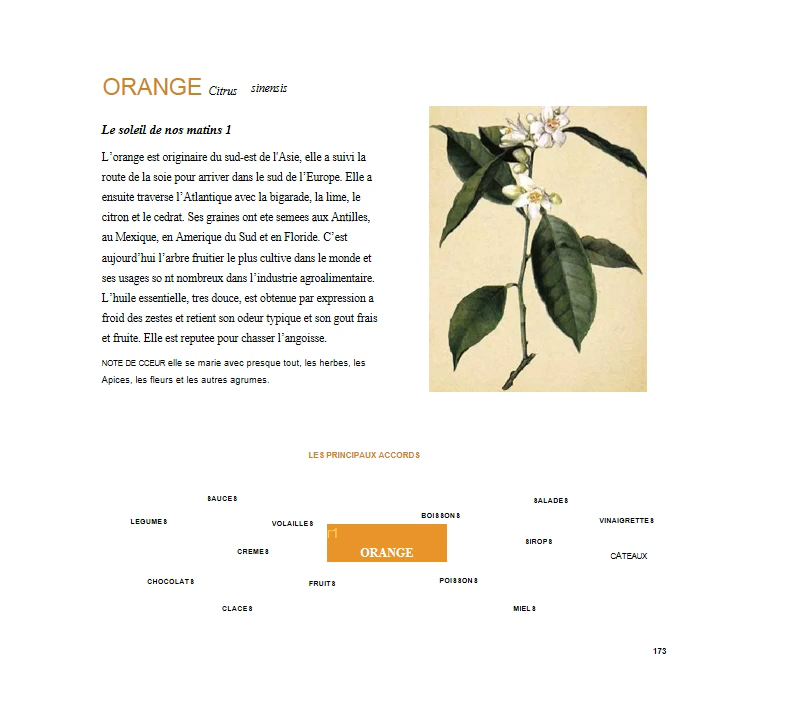 ORANGE Citrus sinensis
Le soleil de nos matins 1
L’orange est originaire du sud-est de l'Asie, elle a suivi la
route de la soie pour arriver dans le sud de l’Europe. Elle a
ensuite traverse l’Atlantique avec la bigarade, la lime, le
citron et le cedrat. Ses graines ont ete semees aux Antilles,
au Mexique, en Amerique du Sud et en Floride. C’est
aujourd’hui l’arbre fruitier le plus cultive dans le monde et
ses usages so nt nombreux dans l’industrie agroalimentaire.
L’huile essentielle, tres douce, est obtenue par expression a
froid des zestes et retient son odeur typique et son gout frais
et fruite. Elle est reputee pour chasser l’angoisse.
NOTE DE CCEUR elle se marie avec presque tout, les herbes, les
Apices, les fleurs et les autres agrumes.
LES PRINCIPAUX ACCORDS
SAUCES
SALADES
LEGUMES
VOLAILLES
BOISSONS
VINAIGRETTES
r1
ORANGE
CREMES
SIROPS
CATEAUX
CHOCOLATS
FRUITS
POISSONS
CLACES
MIELS
173